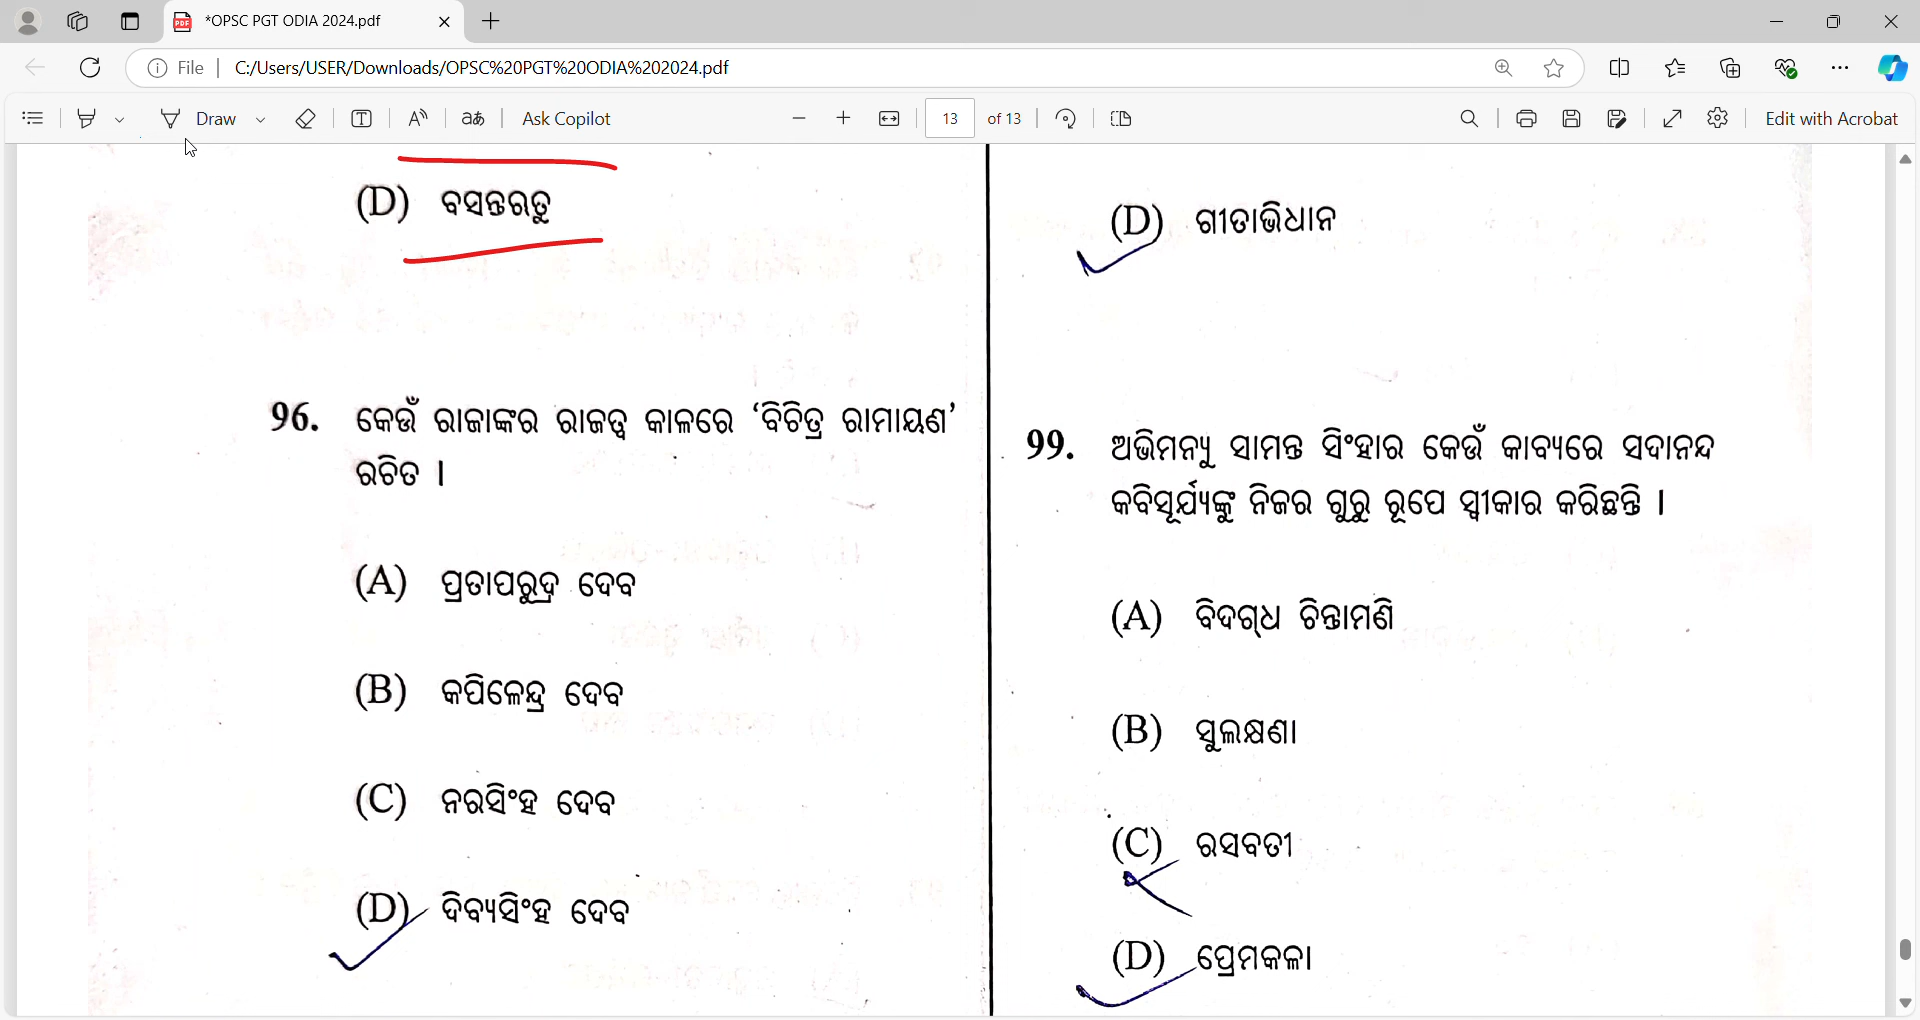 *OPSC PGT ODIA 2024.pdf
File
C:/Users/USER/Downloads/OPSC%20PGT%20ODIA%202024.pdf
Draw
Ask Copilot
13 of 13
Edit with Acrobat
(D) ବସନ୍ତଋତୁ
96. କେଉଁ ରାଜାଙ୍କର ରାଜତ୍ୱ କାଳରେ ‘ବିଚିତ୍ର ରାମାୟଣ’
ରଚିତ ।
(A) ପ୍ରତାପରୁଦ୍ର ଦେବ
(B) କପିଳେନ୍ଦ୍ର ଦେବ
(C) ନରସିଂହ ଦେବ
(D) ଦିବ୍ୟସିଂହ ଦେବ
(D) ଗୀତାଭିଧାନ
99. ଅଭିମନ୍ୟୁ ସାମନ୍ତ ସିଂହାର କେଉଁ କାବ୍ୟରେ ସଦାନନ୍ଦ
କବିସୂର୍ଯ୍ୟଙ୍କୁ ନିଜର ଗୁରୁ ରୂପେ ସ୍ୱୀକାର କରିଛନ୍ତି ।
(A) ବିଦଗ୍ଧ ଚିନ୍ତାମଣି
(B) ସୁଲକ୍ଷଣା
(C) ରସବତୀ
(D) ପ୍ରେମକଳା